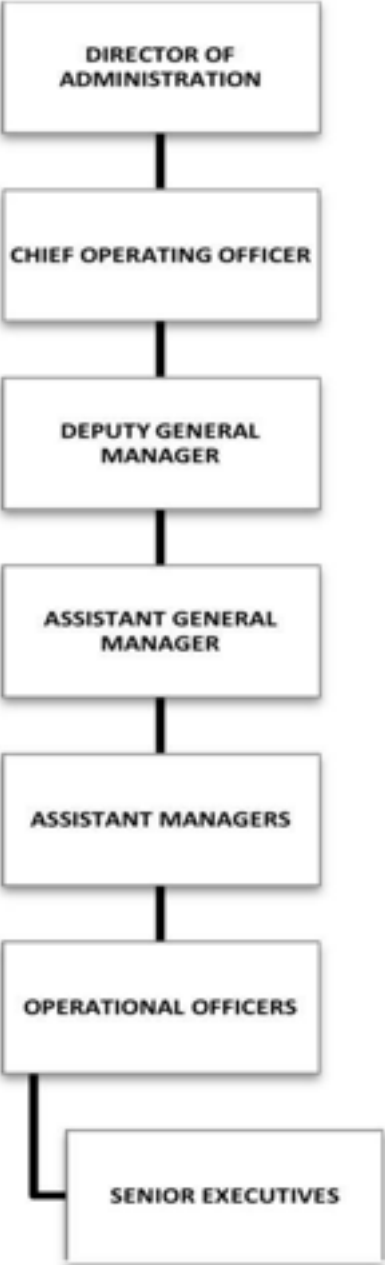 DIRECTOR OF
ADMINISTRATION
CHIEF OPERATING OFFICER
DEPUTY GENERAL
MANAGER
ASSISTANT GENERAL
MANAGER
ASSISTANT MANAGERS
OPERATIONAL OFFICERS
SENIOR EXECUTIVES